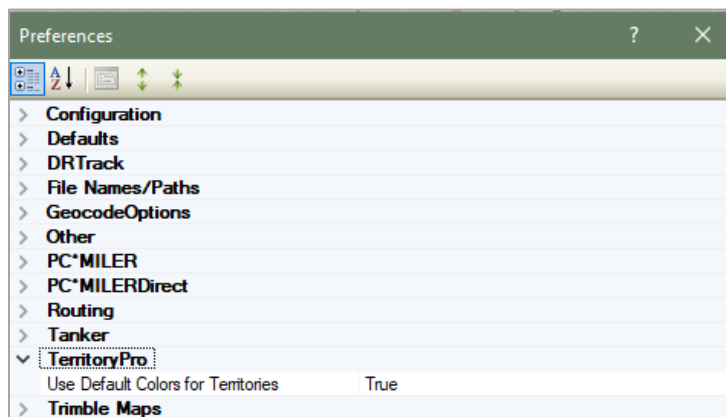 Preferences ?
A Z
Configuration
Defaults
DRTrack
File Names/Paths
GeocodeOptions
Other
PC*MILER
PC*MILERDirect
Routing
Tanker
TerritoryPro
Use Default Colors for Territories True
Trimble Maps